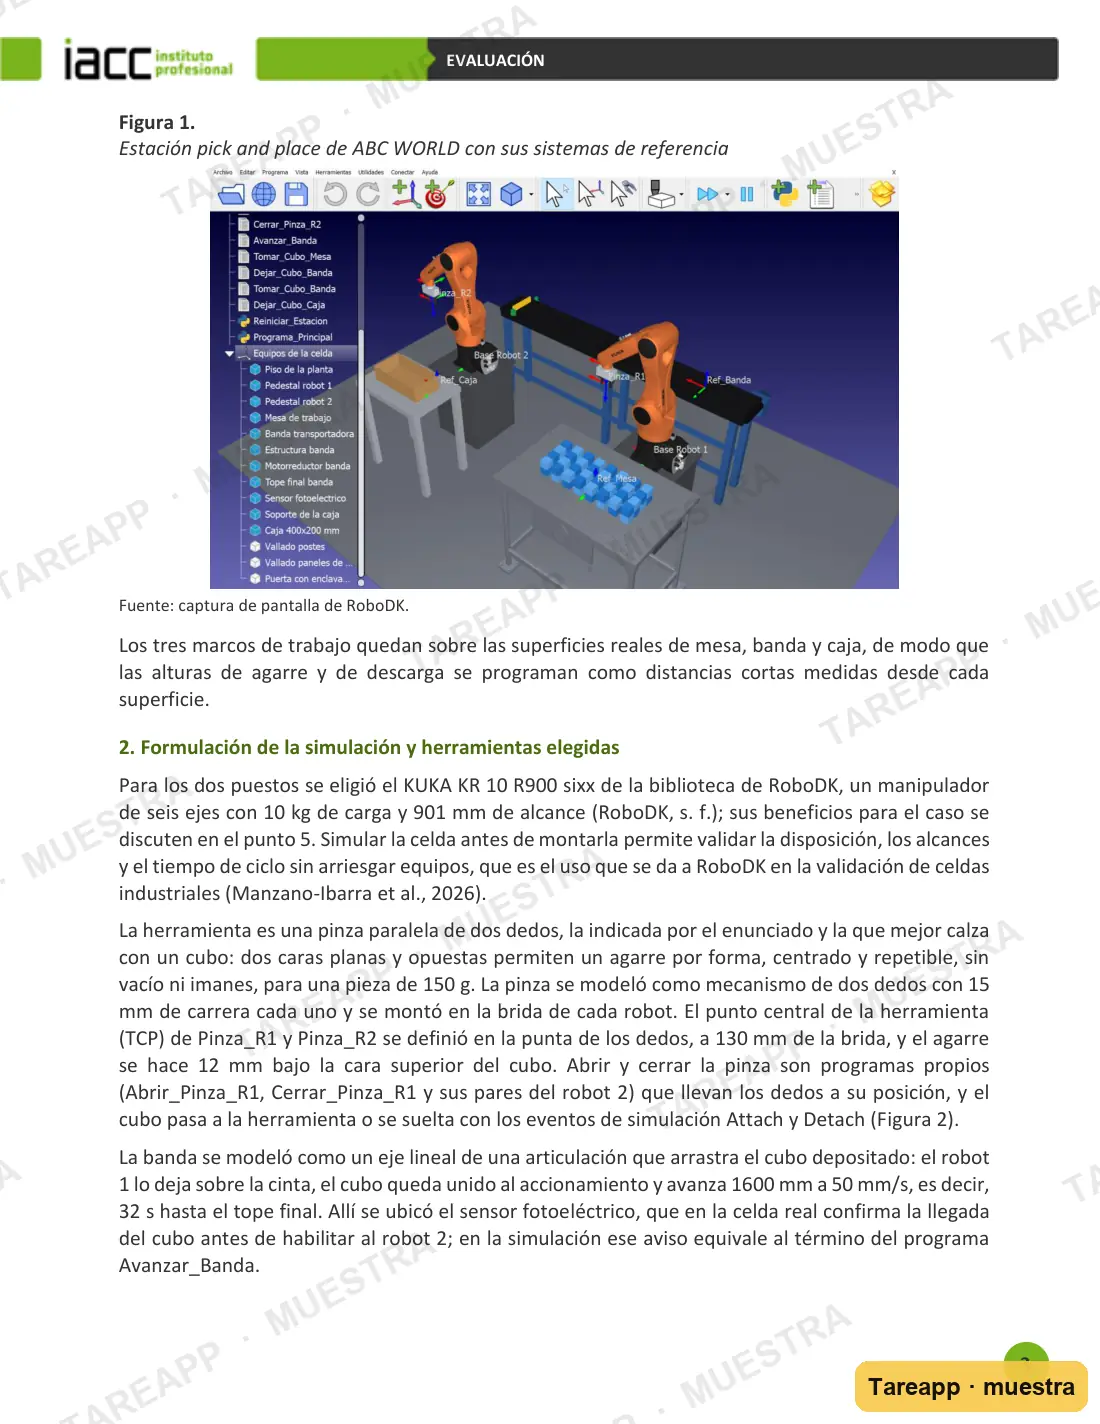 iacc instituto profesional
EVALUACIÓN
Figura 1.
Estación pick and place de ABC WORLD con sus sistemas de referencia
Archivo Editar Programa Vista Herramientas Utilidades Conectar Ayuda x
Cerrar_Pinza_R2
Avanzar_Banda
Tomar_Cubo_Mesa
Dejar_Cubo_Banda
Tomar_Cubo_Banda
Dejar_Cubo_Caja
Reiniciar_Estacion
Programa_Principal
Equipos de la celda
Piso de la planta
Pedestal robot 1
Pedestal robot 2
Mesa de trabajo
Banda transportadora
Estructura banda
Motorreductor banda
Tope final banda
Sensor fotoelectrico
Soporte de la caja
Caja 400x200 mm
Vallado postes
Vallado paneles de ...
Puerta con enclava...
Pinza_R2
Base Robot 2
Ref_Caja
Pinza_R1
Ref_Banda
Base Robot 1
Ref_Mesa
Fuente: captura de pantalla de RoboDK.
Los tres marcos de trabajo quedan sobre las superficies reales de mesa, banda y caja, de modo que
las alturas de agarre y de descarga se programan como distancias cortas medidas desde cada
superficie.
2. Formulación de la simulación y herramientas elegidas
Para los dos puestos se eligió el KUKA KR 10 R900 sixx de la biblioteca de RoboDK, un manipulador
de seis ejes con 10 kg de carga y 901 mm de alcance (RoboDK, s. f.); sus beneficios para el caso se
discuten en el punto 5. Simular la celda antes de montarla permite validar la disposición, los alcances
y el tiempo de ciclo sin arriesgar equipos, que es el uso que se da a RoboDK en la validación de celdas
industriales (Manzano-Ibarra et al., 2026).
La herramienta es una pinza paralela de dos dedos, la indicada por el enunciado y la que mejor calza
con un cubo: dos caras planas y opuestas permiten un agarre por forma, centrado y repetible, sin
vacío ni imanes, para una pieza de 150 g. La pinza se modeló como mecanismo de dos dedos con 15
mm de carrera cada uno y se montó en la brida de cada robot. El punto central de la herramienta
(TCP) de Pinza_R1 y Pinza_R2 se definió en la punta de los dedos, a 130 mm de la brida, y el agarre
se hace 12 mm bajo la cara superior del cubo. Abrir y cerrar la pinza son programas propios
(Abrir_Pinza_R1, Cerrar_Pinza_R1 y sus pares del robot 2) que llevan los dedos a su posición, y el
cubo pasa a la herramienta o se suelta con los eventos de simulación Attach y Detach (Figura 2).
La banda se modeló como un eje lineal de una articulación que arrastra el cubo depositado: el robot
1 lo deja sobre la cinta, el cubo queda unido al accionamiento y avanza 1600 mm a 50 mm/s, es decir,
32 s hasta el tope final. Allí se ubicó el sensor fotoeléctrico, que en la celda real confirma la llegada
del cubo antes de habilitar al robot 2; en la simulación ese aviso equivale al término del programa
Avanzar_Banda.
Tareapp · muestra
TAREAPP · MUESTRA